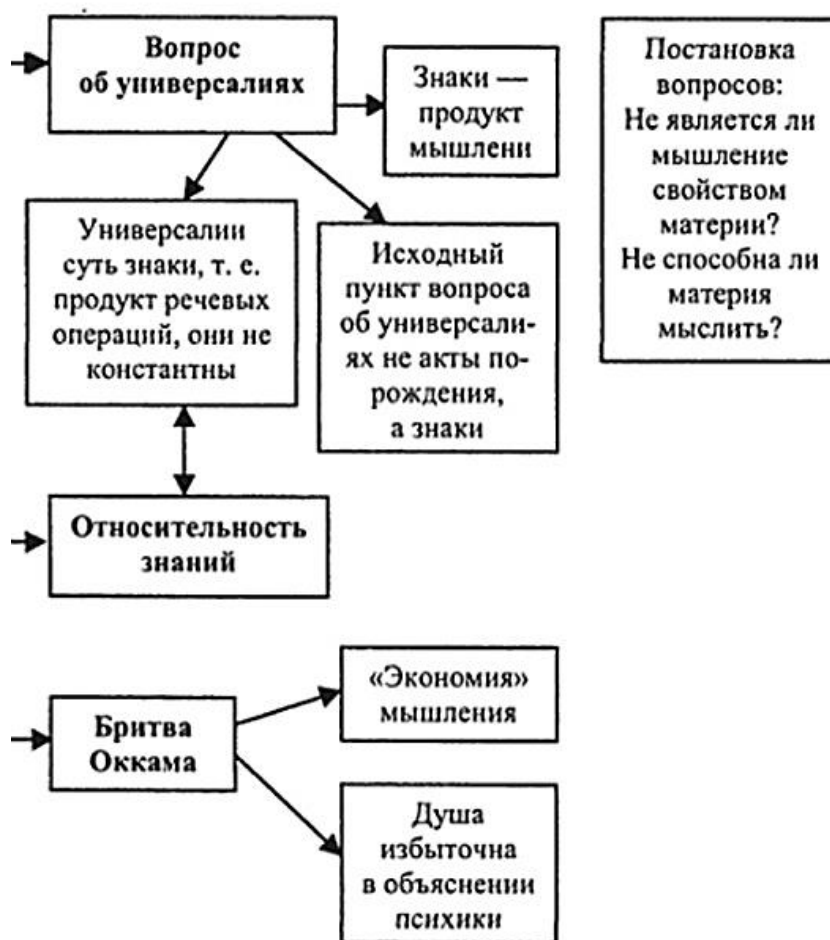 Вопрос
об универсалиях
Знаки —
продукт
мышлени
Постановка
вопросов:
Не является ли
мышление
свойством
материи?
Не способна ли
материя
мыслить?
Универсалии
суть знаки, т. е.
продукт речевых
операций, они не
константны
Исходный
пункт вопроса
об универсали-
ях не акты по-
рождения,
а знаки
Относительность
знаний
Бритва
Оккама
«Экономия»
мышления
Душа
избыточна
в объяснении
психики